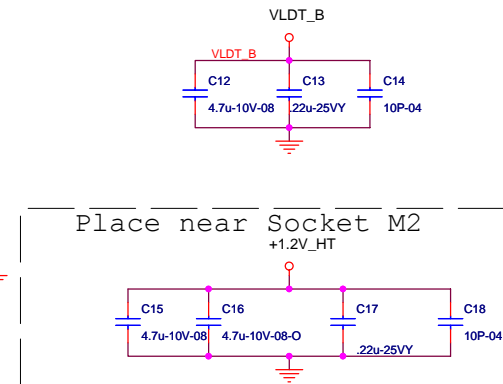 VLDT_B
VLDT_B
C12 C13 C14
4.7u-10V-08 .22u-25VY 10P-04
Place near Socket M2
+1.2V_HT
C15 C16 C17 C18
4.7u-10V-08 4.7u-10V-08-O .22u-25VY 10P-04